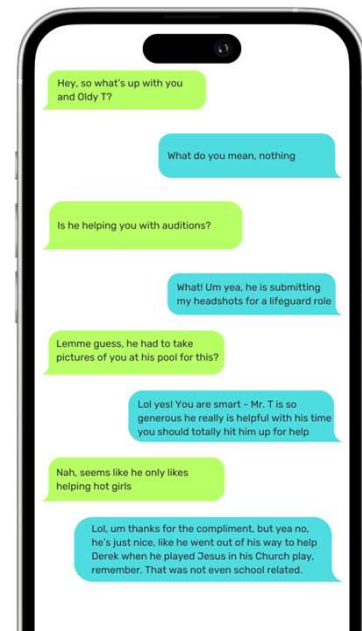 Hey, so what's up with you
and Oldy T?
What do you mean, nothing
Is he helping you with auditions?
What! Um yea, he is submitting
my headshots for a lifeguard role
Lemme guess, he had to take
pictures of you at his pool for this?
Lol yes! You are smart - Mr. T is so
generous he really is helpful with his time
you should totally hit him up for help
Nah, seems like he only likes
helping hot girls
Lol, um thanks for the compliment, but yea no,
he's just nice, like he went out of his way to help
Derek when he played Jesus in his Church play,
remember. That was not even school related.